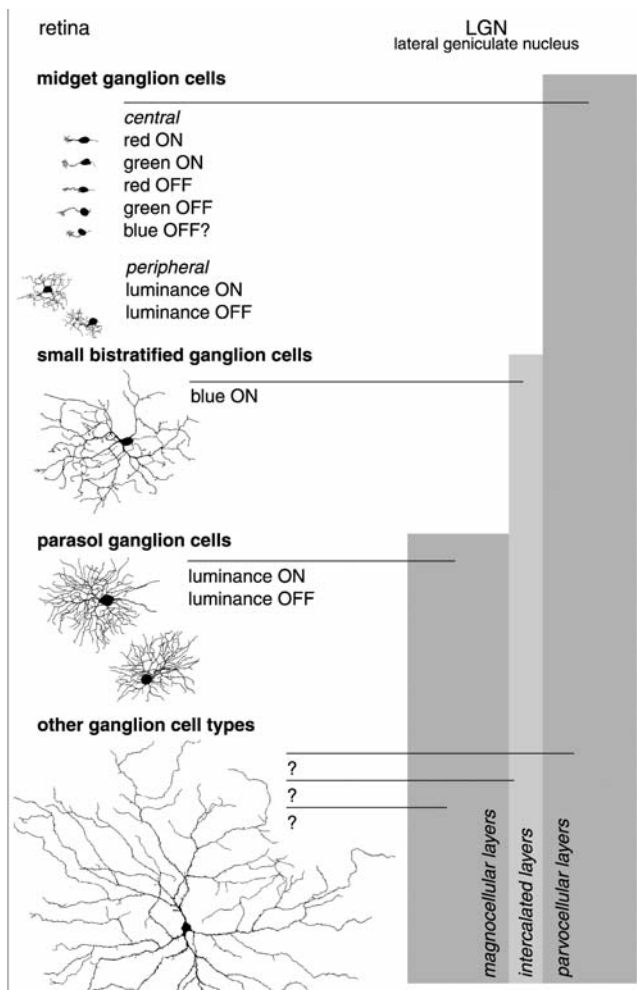 retina
LGN
lateral geniculate nucleus
midget ganglion cells
central
red ON
green ON
red OFF
green OFF
blue OFF?
peripheral
luminance ON
luminance OFF
small bistratified ganglion cells
blue ON
parasol ganglion cells
luminance ON
luminance OFF
other ganglion cell types
?
?
?
magnocellular layers
intercalated layers
parvocellular layers